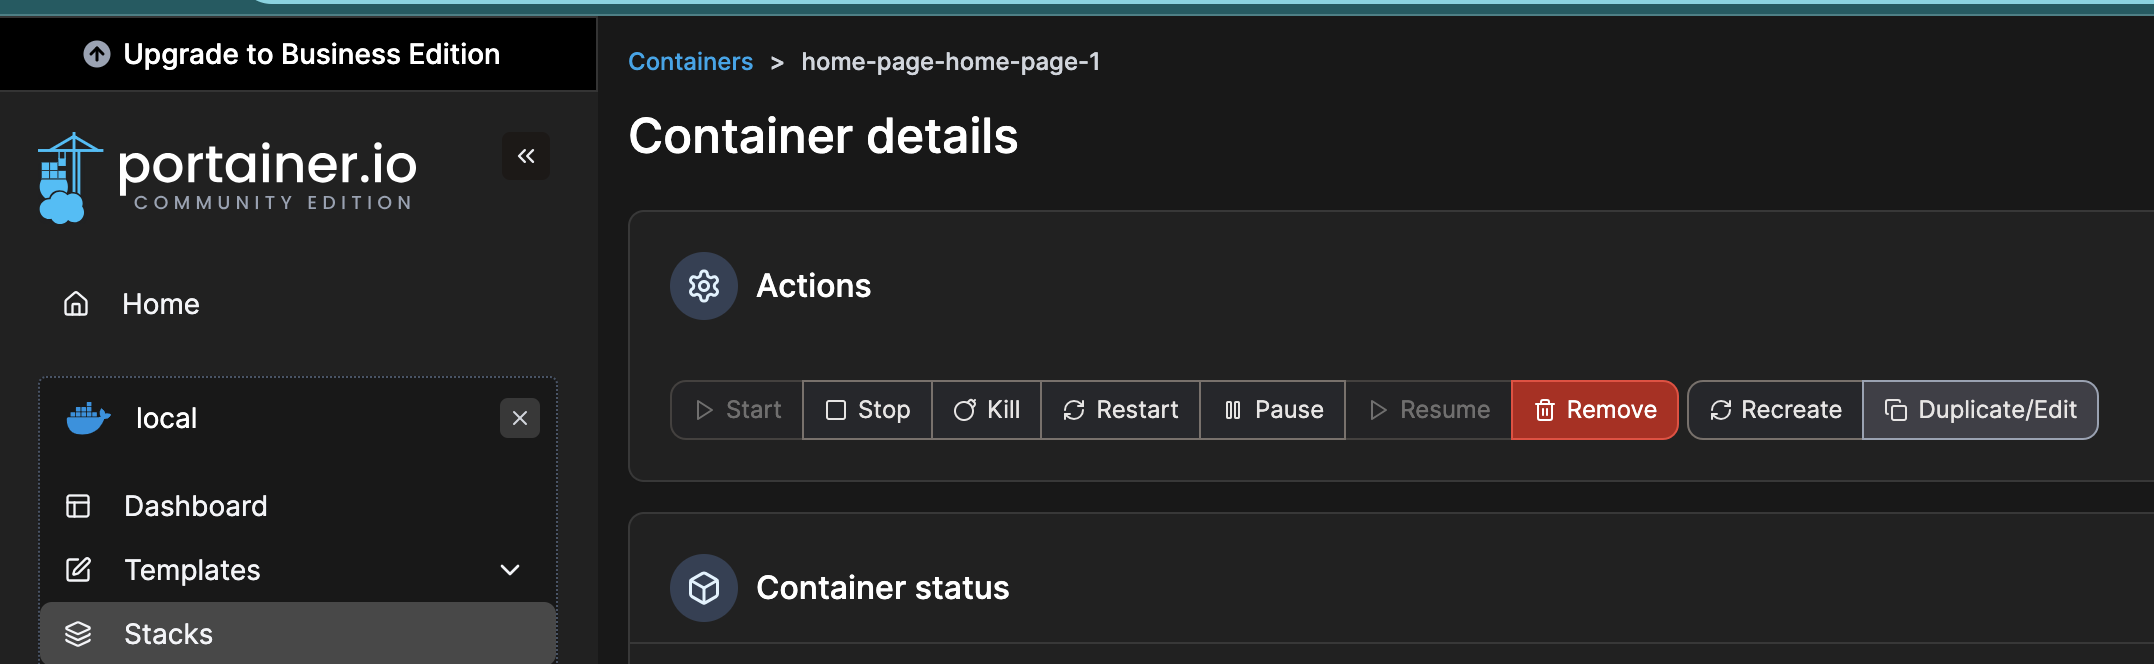 Upgrade to Business Edition
portainer.io
COMMUNITY EDITION
Home
local
Dashboard
Templates
Stacks
Containers > home-page-home-page-1
Container details
Actions
Start Stop Kill Restart Pause Resume Remove Recreate Duplicate/Edit
Container status